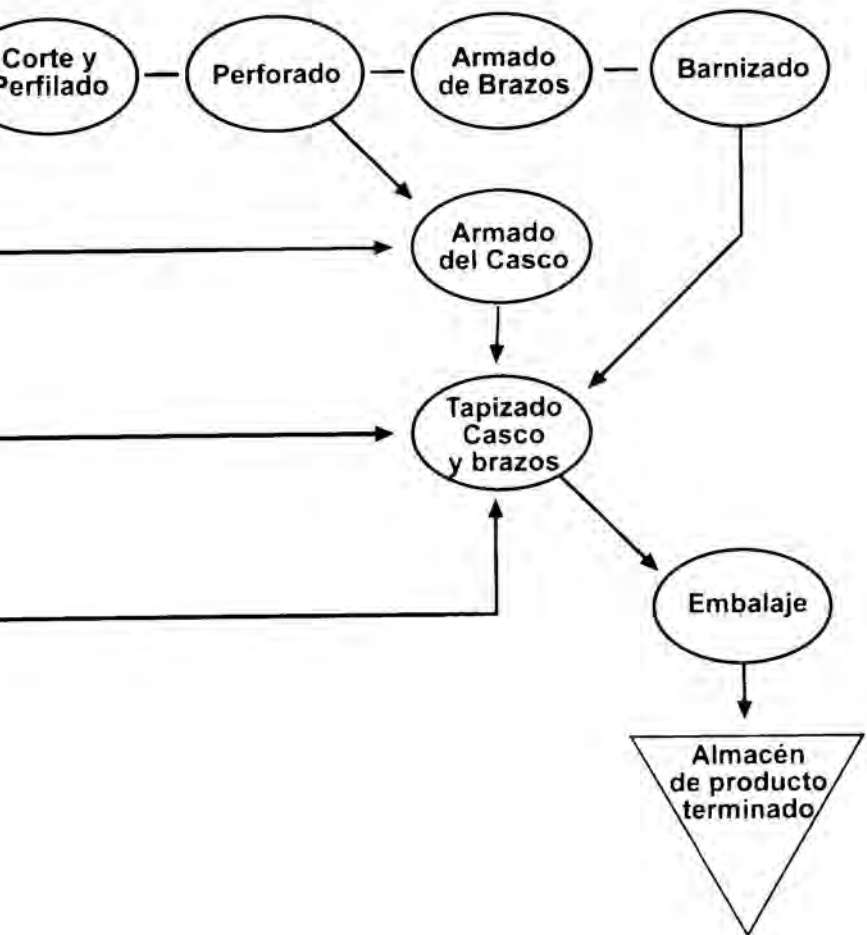 Corte y
Perfilado
Perforado
Armado
de Brazos
Barnizado
Armado
del Casco
Tapizado
Casco
y brazos
Embalaje
Almacén
de producto
terminado